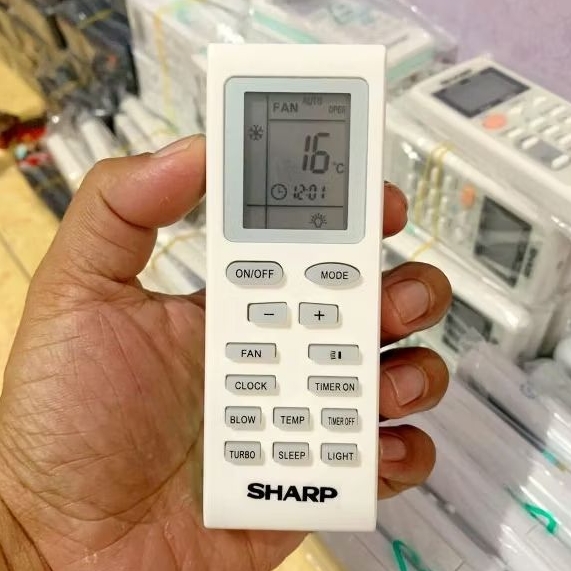 FAN AUTO OPER
16 °C
12:01
ON/OFF MODE
− +
FAN
CLOCK TIMER ON
BLOW TEMP TIMER OFF
TURBO SLEEP LIGHT
SHARP